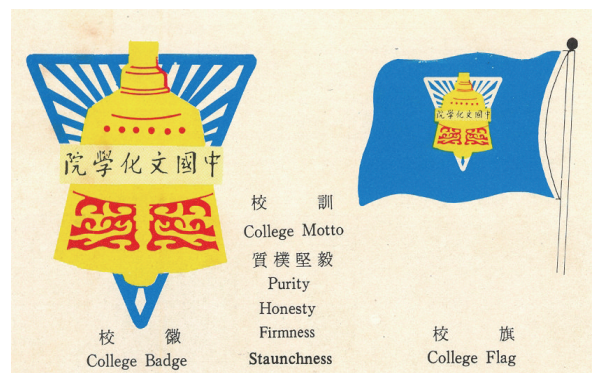 中國文化學院
中國文化學院
校訓
College Motto
質樸堅毅
Purity
Honesty
Firmness
Staunchness
校徽
College Badge
校旗
College Flag